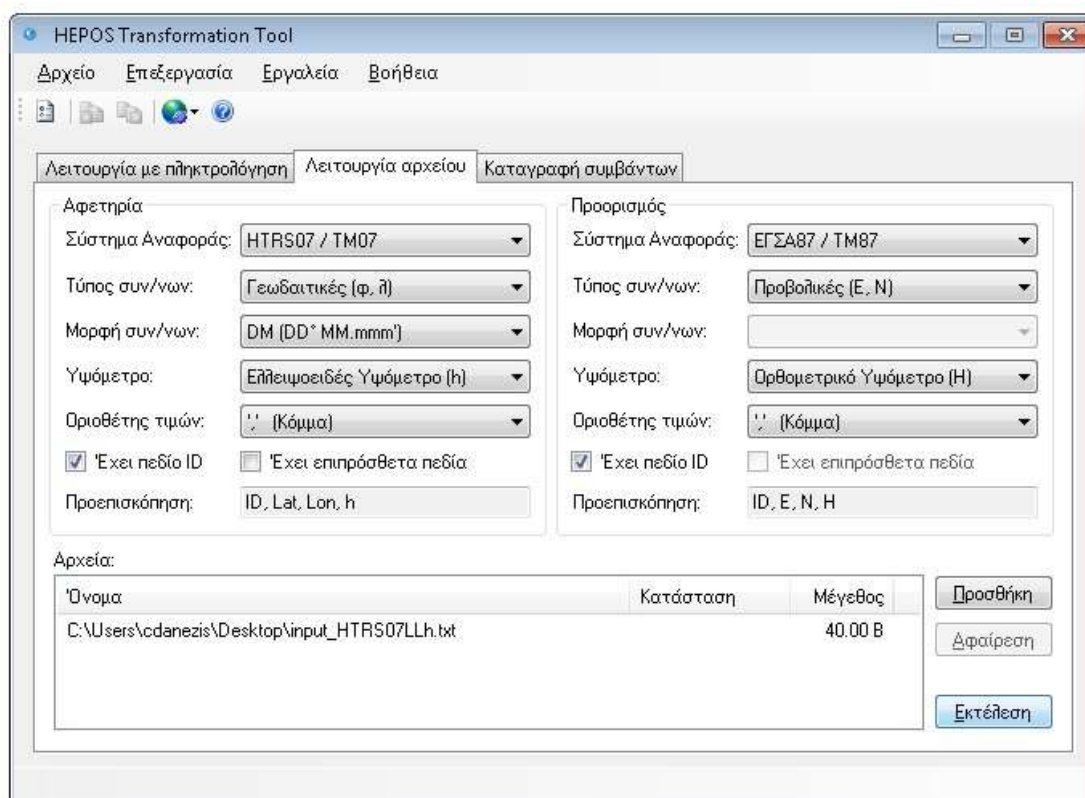 HEPOS Transformation Tool
Αρχείο Επεξεργασία Εργαλεία Βοήθεια
Λειτουργία με πληκτρολόγηση Λειτουργία αρχείου Καταγραφή συμβάντων
Αφετηρία
Σύστημα Αναφοράς: HTRS07 / TM07
Τύπος συν/νων: Γεωδαιτικές (φ, λ)
Μορφή συν/νων: DM (DD° MM.mmm')
Υψόμετρο: Ελλειψοειδές Υψόμετρο (h)
Οριοθέτης τιμών: ',' (Κόμμα)
Έχει πεδίο ID Έχει επιπρόσθετα πεδία
Προεπισκόπηση: ID, Lat, Lon, h
Προορισμός
Σύστημα Αναφοράς: ΕΓΣΑ87 / TM87
Τύπος συν/νων: Προβολικές (E, N)
Μορφή συν/νων:
Υψόμετρο: Ορθομετρικό Υψόμετρο (H)
Οριοθέτης τιμών: ',' (Κόμμα)
Έχει πεδίο ID Έχει επιπρόσθετα πεδία
Προεπισκόπηση: ID, E, N, H
Αρχεία:
Όνομα Κατάσταση Μέγεθος
C:\Users\cdanezis\Desktop\input_HTRS07LLh.txt 40.00 B
Προσθήκη
Αφαίρεση
Εκτέλεση